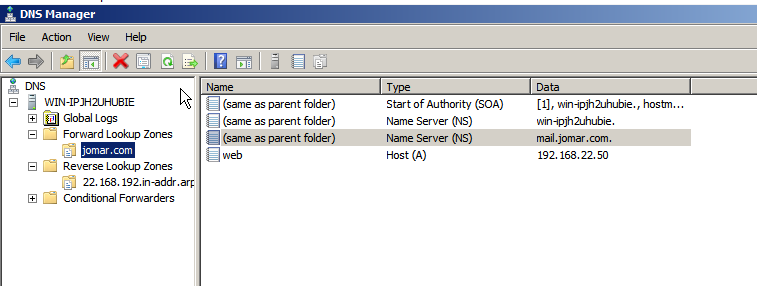 DNS Manager
File Action View Help
DNS
WIN-IPJH2UHUBIE
Global Logs
Forward Lookup Zones
jomar.com
Reverse Lookup Zones
22.168.192.in-addr.arp
Conditional Forwarders
Name Type Data
(same as parent folder) Start of Authority (SOA) [1], win-ipjh2uhubie., hostm...
(same as parent folder) Name Server (NS) win-ipjh2uhubie.
(same as parent folder) Name Server (NS) mail.jomar.com.
web Host (A) 192.168.22.50